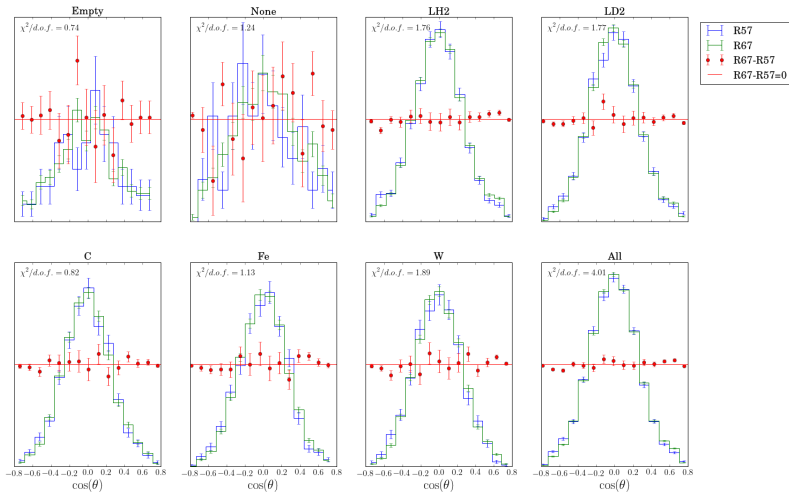 Empty
None
LH2
LD2
χ²/d.o.f. = 0.74
χ²/d.o.f. = 1.24
χ²/d.o.f. = 1.76
χ²/d.o.f. = 1.77
R57
R67
R67-R57
R67-R57=0
C
Fe
W
All
χ²/d.o.f. = 0.82
χ²/d.o.f. = 1.13
χ²/d.o.f. = 1.89
χ²/d.o.f. = 4.01
−0.8 −0.6 −0.4 −0.2 0.0 0.2 0.4 0.6 0.8
−0.8 −0.6 −0.4 −0.2 0.0 0.2 0.4 0.6 0.8
−0.8 −0.6 −0.4 −0.2 0.0 0.2 0.4 0.6 0.8
−0.8 −0.6 −0.4 −0.2 0.0 0.2 0.4 0.6 0.8
cos(θ)
cos(θ)
cos(θ)
cos(θ)